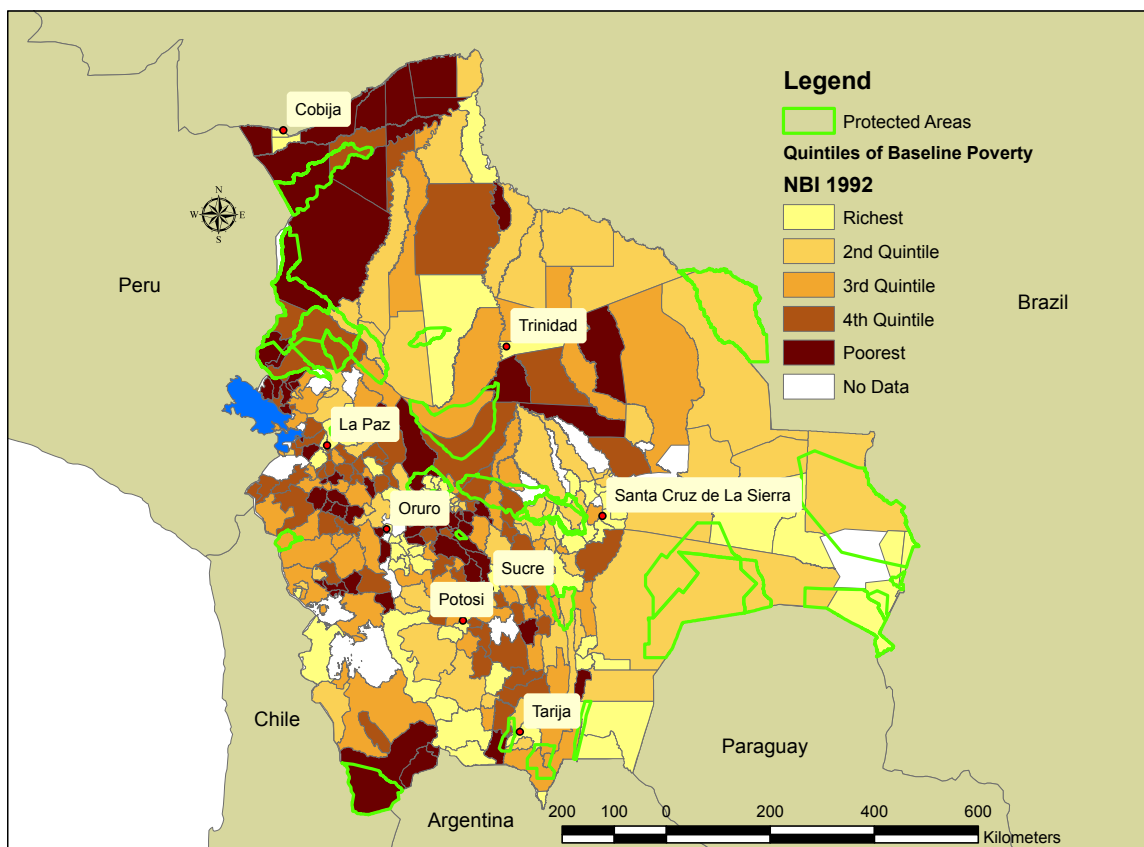 Legend
Protected Areas
Quintiles of Baseline Poverty
NBI 1992
Richest
2nd Quintile
3rd Quintile
4th Quintile
Poorest
No Data
Cobija
N
W E
S
Peru
Brazil
Trinidad
La Paz
Santa Cruz de La Sierra
Oruro
Sucre
Potosi
Tarija
Chile
Paraguay
Argentina
200 100 0 200 400 600
Kilometers